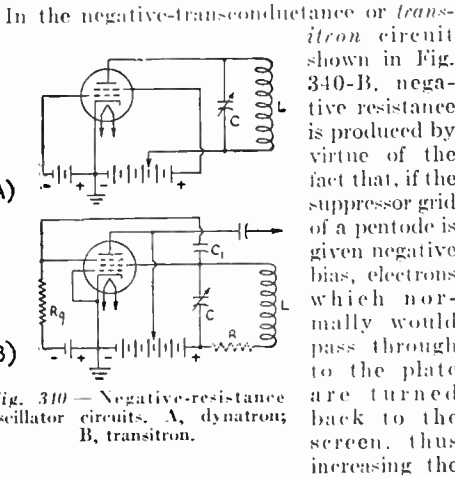 In the negative-transconductance or trans-
itron circuit
shown in Fig.
340-B, nega-
tive resistance
is produced by
virtue of the
fact that, if the
suppressor grid
of a pentode is
given negative
bias, electrons
which nor-
mally would
pass through
to the plate
are turned
back to the
screen, thus
increasing the
A)
C
L
- + - +
B)
Rg
C1
C
L
R
- + - +
ig. 340 — Negative-resistance
scillator circuits. A, dynatron;
B, transitron.